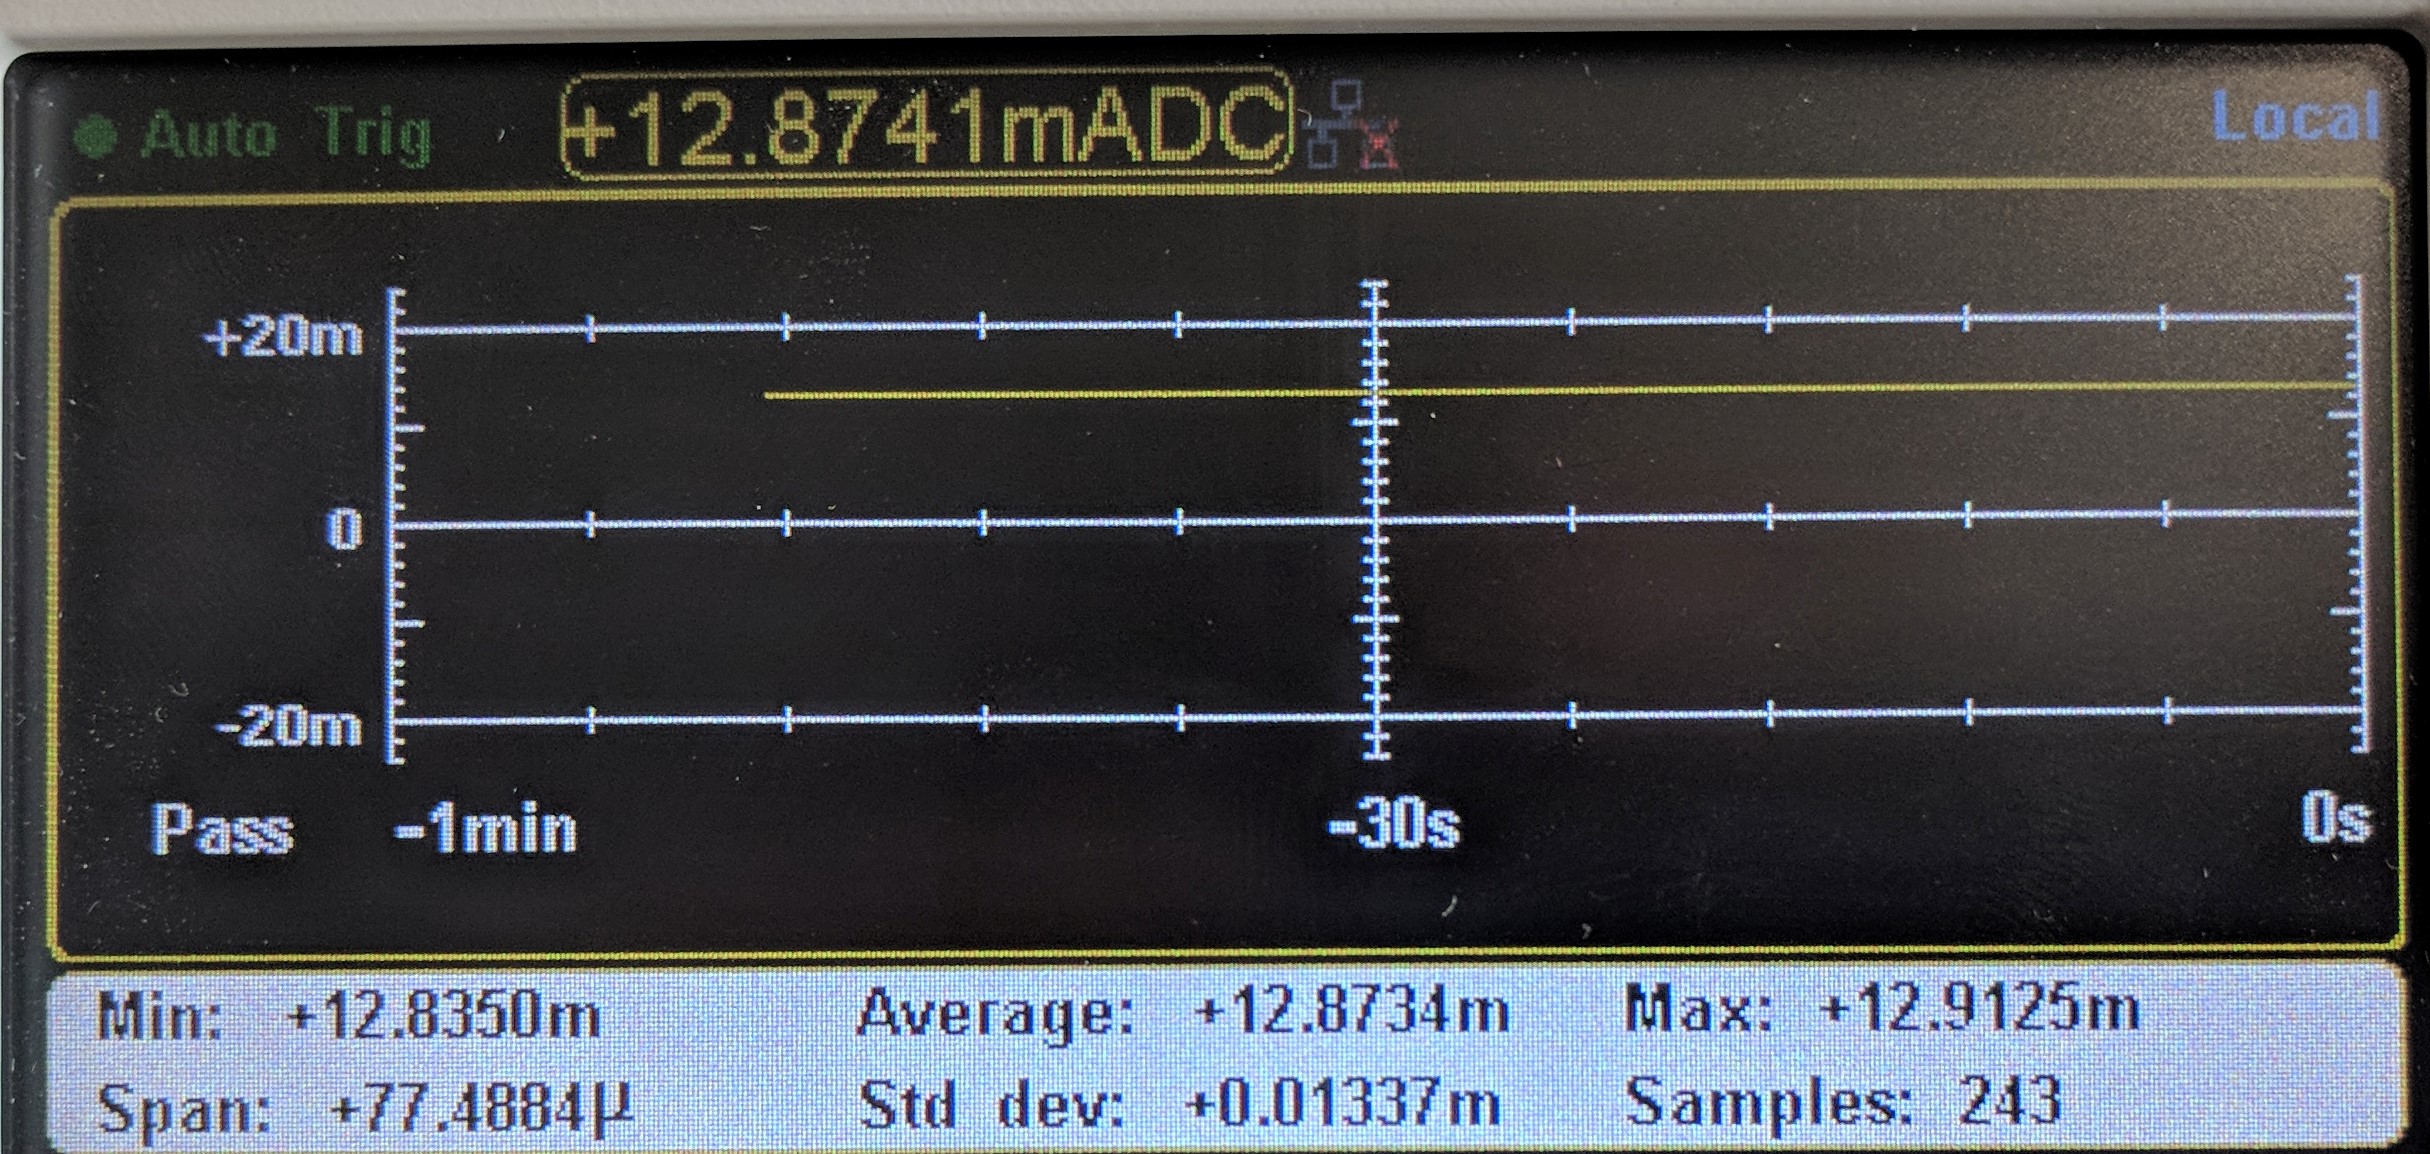 Auto Trig +12.8741mADC Local
+20m
0
-20m
Pass -1min -30s 0s
Min: +12.8350m Average: +12.8734m Max: +12.9125m
Span: +77.4884µ Std dev: +0.01337m Samples: 243